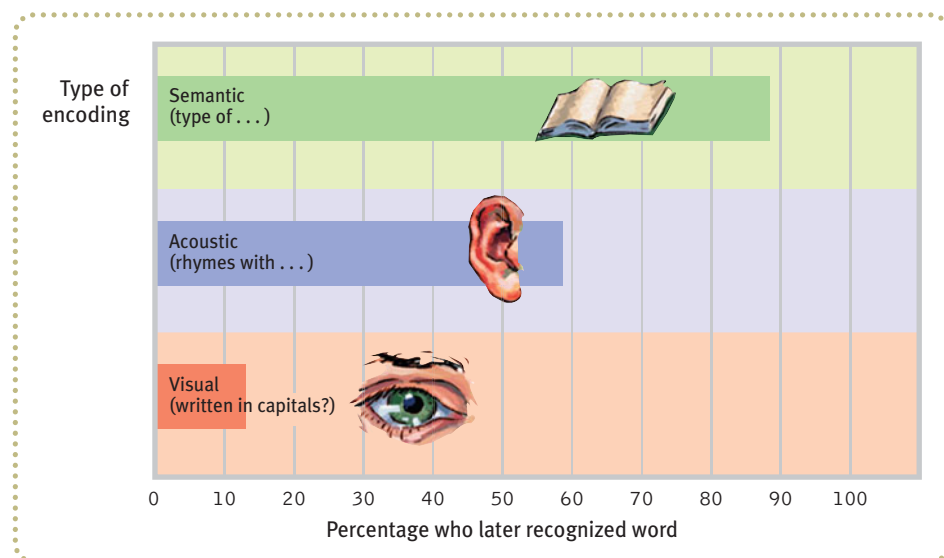 Type of
encoding
Semantic
(type of . . . )
Acoustic
(rhymes with . . . )
Visual
(written in capitals?)
0 10 20 30 40 50 60 70 80 90 100
Percentage who later recognized word